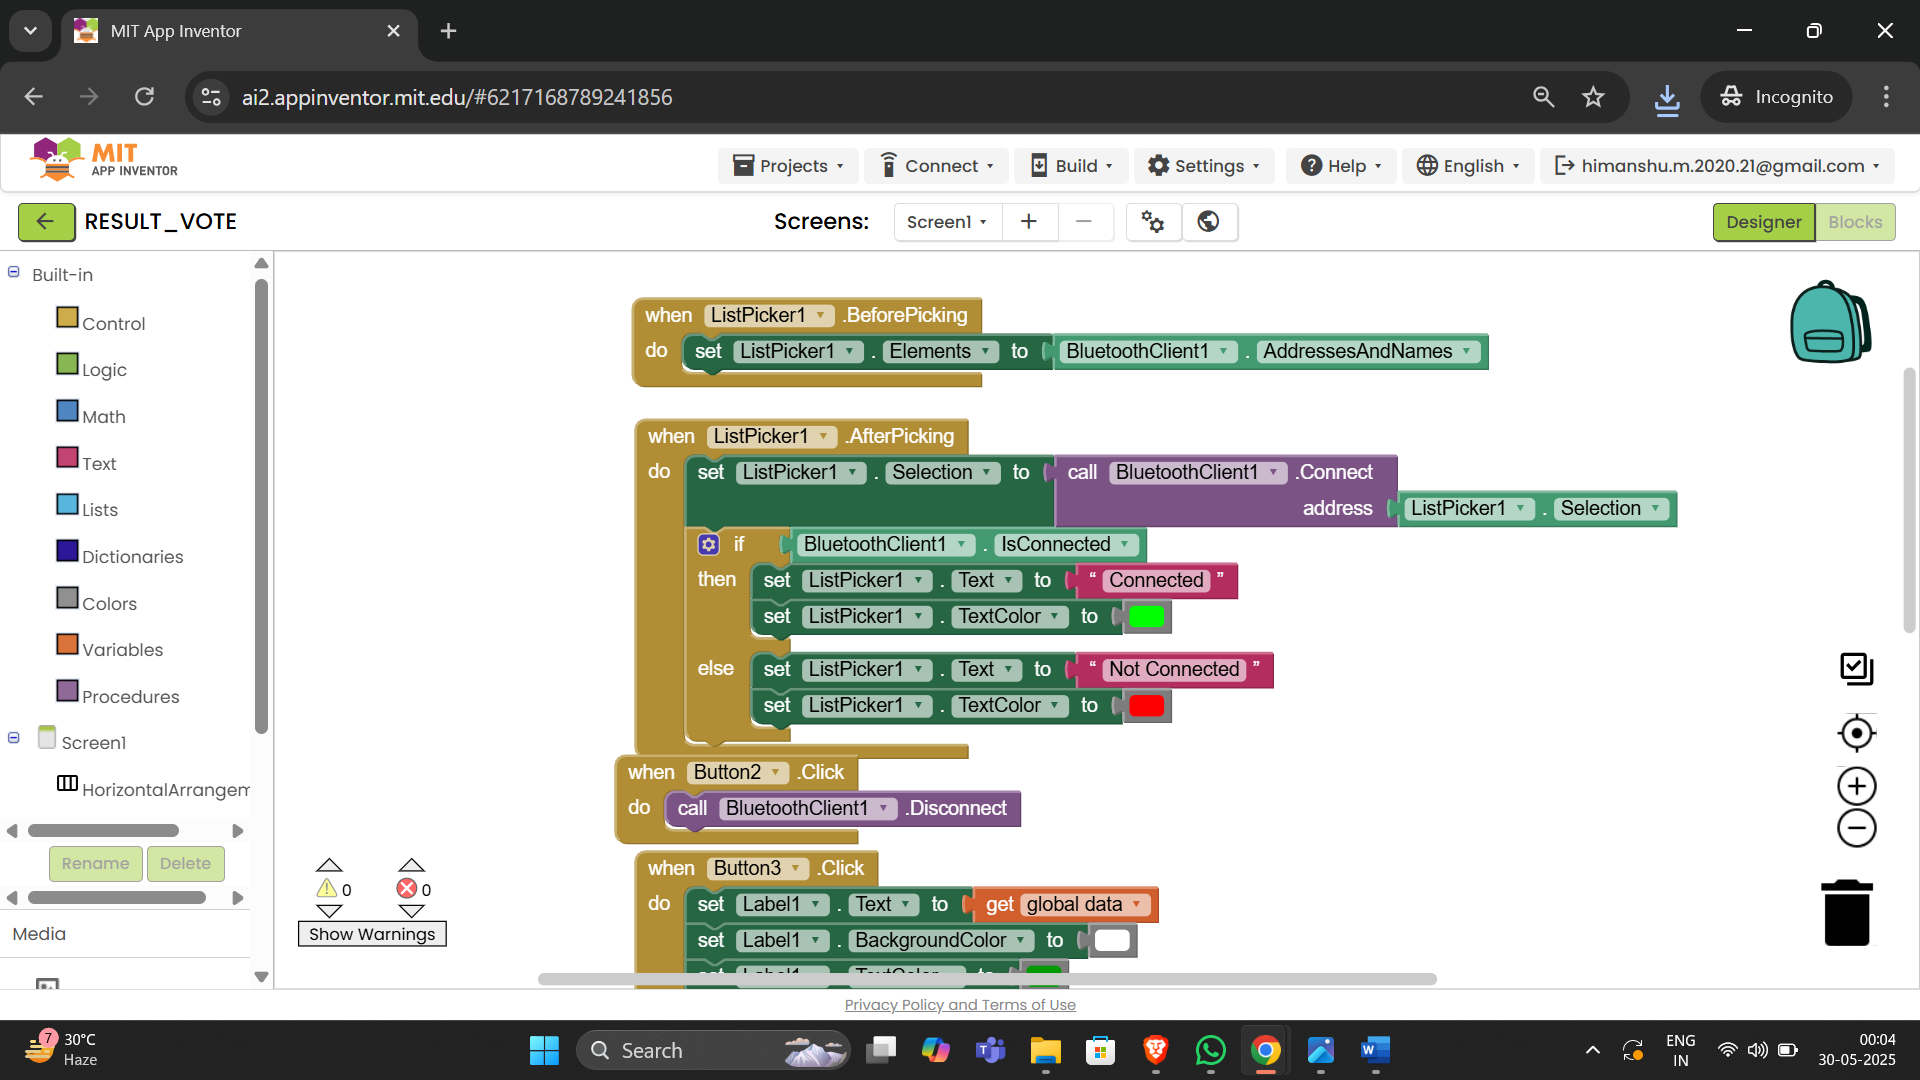 MIT App Inventor
ai2.appinventor.mit.edu/#6217168789241856
Incognito
MIT
APP INVENTOR
Projects
Connect
Build
Settings
Help
English
himanshu.m.2020.21@gmail.com
RESULT_VOTE
Screens:
Screen1
Designer
Blocks
Built-in
Control
Logic
Math
Text
Lists
Dictionaries
Colors
Variables
Procedures
Screen1
HorizontalArrangem
Rename
Delete
Media
when ListPicker1 .BeforePicking
do set ListPicker1 . Elements to BluetoothClient1 . AddressesAndNames
when ListPicker1 .AfterPicking
do set ListPicker1 . Selection to call BluetoothClient1 .Connect
address ListPicker1 . Selection
if BluetoothClient1 . IsConnected
then set ListPicker1 . Text to “ Connected ”
set ListPicker1 . TextColor to
else set ListPicker1 . Text to “ Not Connected ”
set ListPicker1 . TextColor to
when Button2 .Click
do call BluetoothClient1 .Disconnect
when Button3 .Click
do set Label1 . Text to get global data
set Label1 . BackgroundColor to
set Label1 . TextColor to
0
0
Show Warnings
Privacy Policy and Terms of Use
7
30°C
Haze
Search
ENG
IN
00:04
30-05-2025